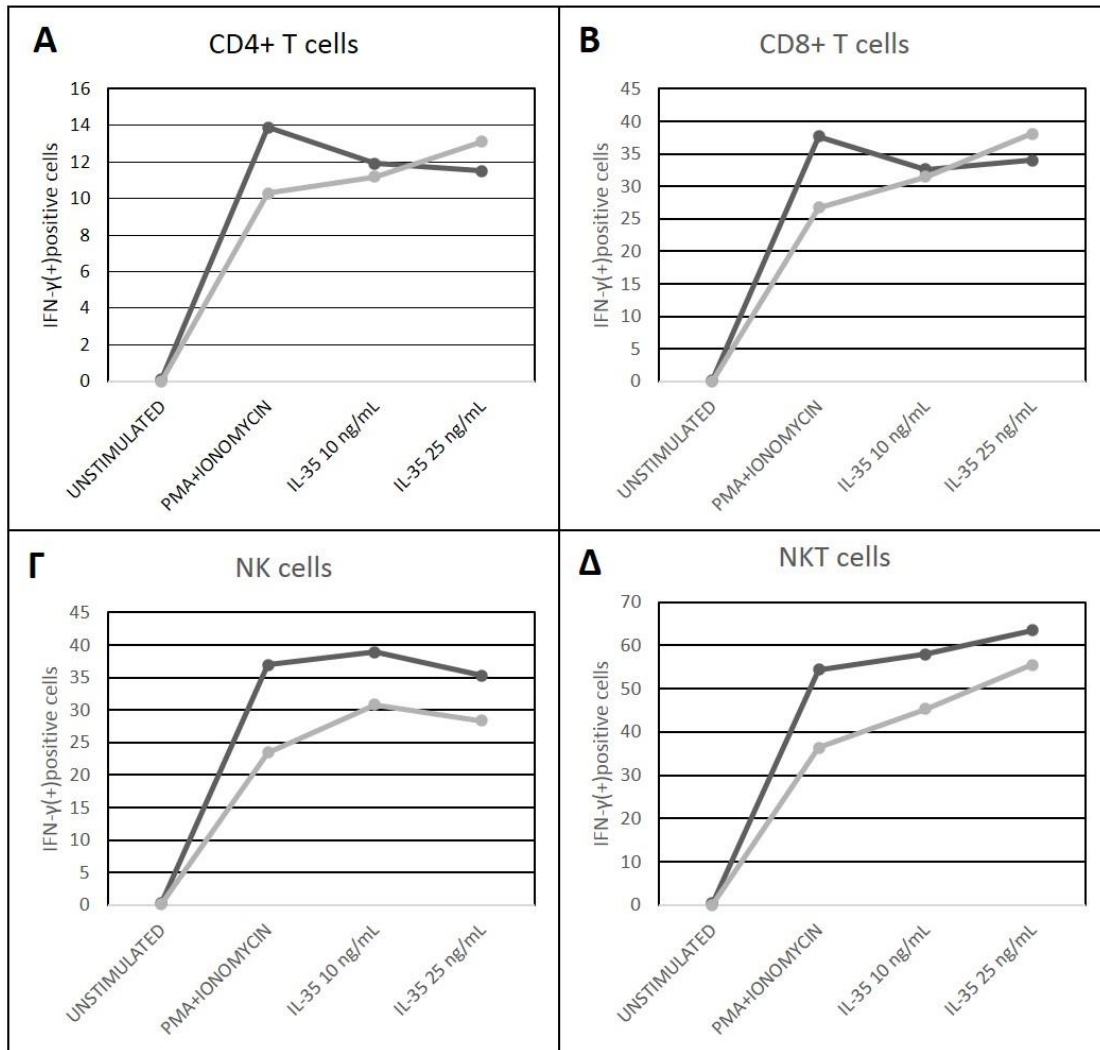 A
CD4+ T cells
IFN-γ(+)positive cells
16
14
12
10
8
6
4
2
0
UNSTIMULATED
PMA+IONOMYCIN
IL-35 10 ng/mL
IL-35 25 ng/mL
B
CD8+ T cells
IFN-γ(+)positive cells
45
40
35
30
25
20
15
10
5
0
UNSTIMULATED
PMA+IONOMYCIN
IL-35 10 ng/mL
IL-35 25 ng/mL
Γ
NK cells
IFN-γ(+)positive cells
45
40
35
30
25
20
15
10
5
0
UNSTIMULATED
PMA+IONOMYCIN
IL-35 10 ng/mL
IL-35 25 ng/mL
Δ
NKT cells
IFN-γ(+)positive cells
70
60
50
40
30
20
10
0
UNSTIMULATED
PMA+IONOMYCIN
IL-35 10 ng/mL
IL-35 25 ng/mL